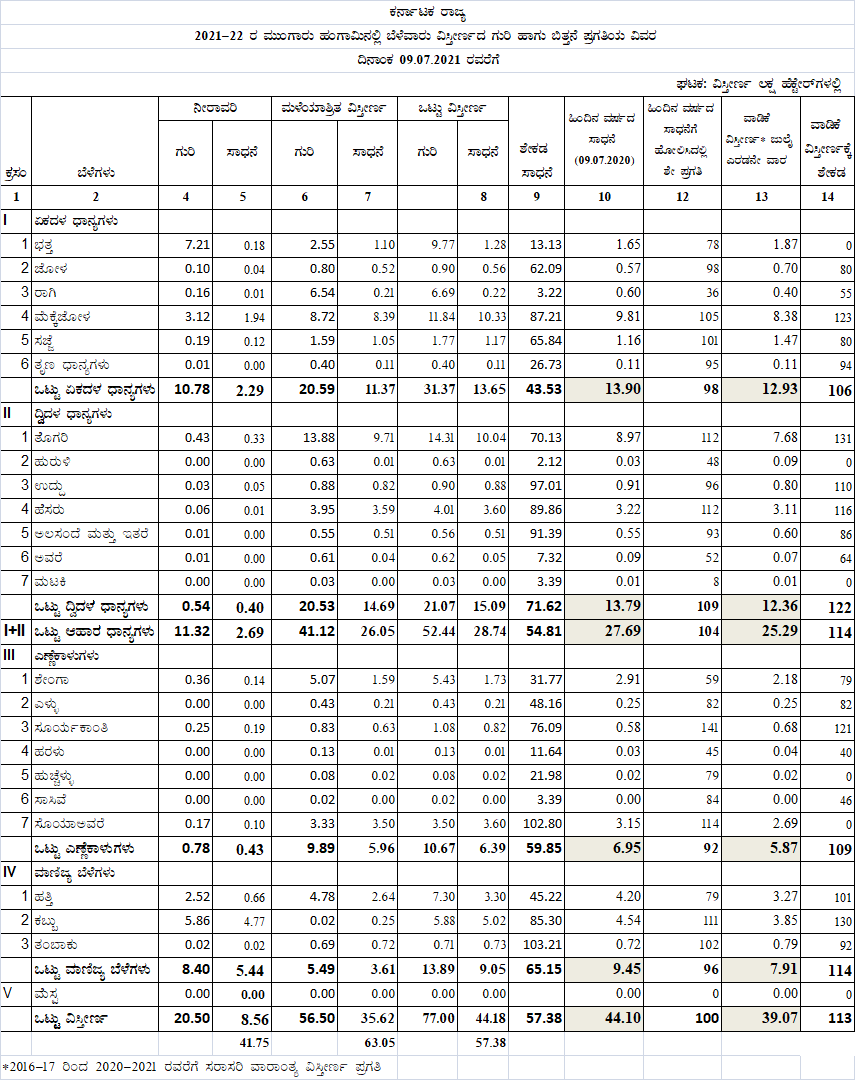 ಕರ್ನಾಟಕ ರಾಜ್ಯ
2021–22 ರ ಮುಂಗಾರು ಹಂಗಾಮಿನಲ್ಲಿ ಬೆಳೆವಾರು ವಿಸ್ತೀರ್ಣದ ಗುರಿ ಹಾಗು ಬಿತ್ತನೆ ಪ್ರಗತಿಯ ವಿವರ
ದಿನಾಂಕ 09.07.2021 ರವರೆಗೆ
ಘಟಕ: ವಿಸ್ತೀರ್ಣ ಲಕ್ಷ ಹೆಕ್ಟೇರ್‌ಗಳಲ್ಲಿ
ಕ್ರಸಂ ಬೆಳೆಗಳು ನೀರಾವರಿ ಮಳೆಯಾಶ್ರಿತ ವಿಸ್ತೀರ್ಣ ಒಟ್ಟು ವಿಸ್ತೀರ್ಣ ಶೇಕಡ ಸಾಧನೆ ಹಿಂದಿನ ವರ್ಷದ ಸಾಧನೆ (09.07.2020) ಹಿಂದಿನ ವರ್ಷದ ಸಾಧನೆಗೆ ಹೋಲಿಸಿದಲ್ಲಿ ಶೇ ಪ್ರಗತಿ ವಾಡಿಕೆ ವಿಸ್ತೀರ್ಣ* ಜುಲೈ ಎರಡನೇ ವಾರ ವಾಡಿಕೆ ವಿಸ್ತೀರ್ಣಕ್ಕೆ ಶೇಕಡ
ಗುರಿ ಸಾಧನೆ ಗುರಿ ಸಾಧನೆ ಗುರಿ ಸಾಧನೆ
1 2 4 5 6 7 8 9 10 12 13 14
I ಏಕದಳ ಧಾನ್ಯಗಳು
1 ಭತ್ತ 7.21 0.18 2.55 1.10 9.77 1.28 13.13 1.65 78 1.87 0
2 ಜೋಳ 0.10 0.04 0.80 0.52 0.90 0.56 62.09 0.57 98 0.70 80
3 ರಾಗಿ 0.16 0.01 6.54 0.21 6.69 0.22 3.22 0.60 36 0.40 55
4 ಮೆಕ್ಕೆಜೋಳ 3.12 1.94 8.72 8.39 11.84 10.33 87.21 9.81 105 8.38 123
5 ಸಜ್ಜೆ 0.19 0.12 1.59 1.05 1.77 1.17 65.84 1.16 101 1.47 80
6 ತೃಣ ಧಾನ್ಯಗಳು 0.01 0.00 0.40 0.11 0.40 0.11 26.73 0.11 95 0.11 94
ಒಟ್ಟು ಏಕದಳ ಧಾನ್ಯಗಳು 10.78 2.29 20.59 11.37 31.37 13.65 43.53 13.90 98 12.93 106
II ದ್ವಿದಳ ಧಾನ್ಯಗಳು
1 ತೊಗರಿ 0.43 0.33 13.88 9.71 14.31 10.04 70.13 8.97 112 7.68 131
2 ಹುರುಳಿ 0.00 0.00 0.63 0.01 0.63 0.01 2.12 0.03 48 0.09 0
3 ಉದ್ದು 0.03 0.05 0.88 0.82 0.90 0.88 97.01 0.91 96 0.80 110
4 ಹೆಸರು 0.06 0.01 3.95 3.59 4.01 3.60 89.86 3.22 112 3.11 116
5 ಅಲಸಂದೆ ಮತ್ತು ಇತರೆ 0.01 0.00 0.55 0.51 0.56 0.51 91.39 0.55 93 0.60 86
6 ಅವರೆ 0.01 0.00 0.61 0.04 0.62 0.05 7.32 0.09 52 0.07 64
7 ಮಟಕಿ 0.00 0.00 0.03 0.00 0.03 0.00 3.39 0.01 8 0.01 0
ಒಟ್ಟು ದ್ವಿದಳ ಧಾನ್ಯಗಳು 0.54 0.40 20.53 14.69 21.07 15.09 71.62 13.79 109 12.36 122
I+II ಒಟ್ಟು ಆಹಾರ ಧಾನ್ಯಗಳು 11.32 2.69 41.12 26.05 52.44 28.74 54.81 27.69 104 25.29 114
III ಎಣ್ಣೆಕಾಳುಗಳು
1 ಶೇಂಗಾ 0.36 0.14 5.07 1.59 5.43 1.73 31.77 2.91 59 2.18 79
2 ಎಳ್ಳು 0.00 0.00 0.43 0.21 0.43 0.21 48.16 0.25 82 0.25 82
3 ಸೂರ್ಯಕಾಂತಿ 0.25 0.19 0.83 0.63 1.08 0.82 76.09 0.58 141 0.68 121
4 ಹರಳು 0.00 0.00 0.13 0.01 0.13 0.01 11.64 0.03 45 0.04 40
5 ಹುಚ್ಚೆಳ್ಳು 0.00 0.00 0.08 0.02 0.08 0.02 21.98 0.02 79 0.02 0
6 ಸಾಸಿವೆ 0.00 0.00 0.02 0.00 0.02 0.00 3.39 0.00 84 0.00 46
7 ಸೊಯಾಅವರೆ 0.17 0.10 3.33 3.50 3.50 3.60 102.80 3.15 114 2.69 0
ಒಟ್ಟು ಎಣ್ಣೆಕಾಳುಗಳು 0.78 0.43 9.89 5.96 10.67 6.39 59.85 6.95 92 5.87 109
IV ವಾಣಿಜ್ಯ ಬೆಳೆಗಳು
1 ಹತ್ತಿ 2.52 0.66 4.78 2.64 7.30 3.30 45.22 4.20 79 3.27 101
2 ಕಬ್ಬು 5.86 4.77 0.02 0.25 5.88 5.02 85.30 4.54 111 3.85 130
3 ತಂಬಾಕು 0.02 0.02 0.69 0.72 0.71 0.73 103.21 0.72 102 0.79 92
ಒಟ್ಟು ವಾಣಿಜ್ಯ ಬೆಳೆಗಳು 8.40 5.44 5.49 3.61 13.89 9.05 65.15 9.45 96 7.91 114
V ಮೆಸ್ಟ 0.00 0.00 0.00 0.00 0.00 0.00 0.00 0 0.00 0
ಒಟ್ಟು ವಿಸ್ತೀರ್ಣ 20.50 8.56 56.50 35.62 77.00 44.18 57.38 44.10 100 39.07 113
41.75 63.05 57.38
*2016–17 ರಿಂದ 2020–2021 ರವರೆಗೆ ಸರಾಸರಿ ವಾರಾಂತ್ಯ ವಿಸ್ತೀರ್ಣ ಪ್ರಗತಿ